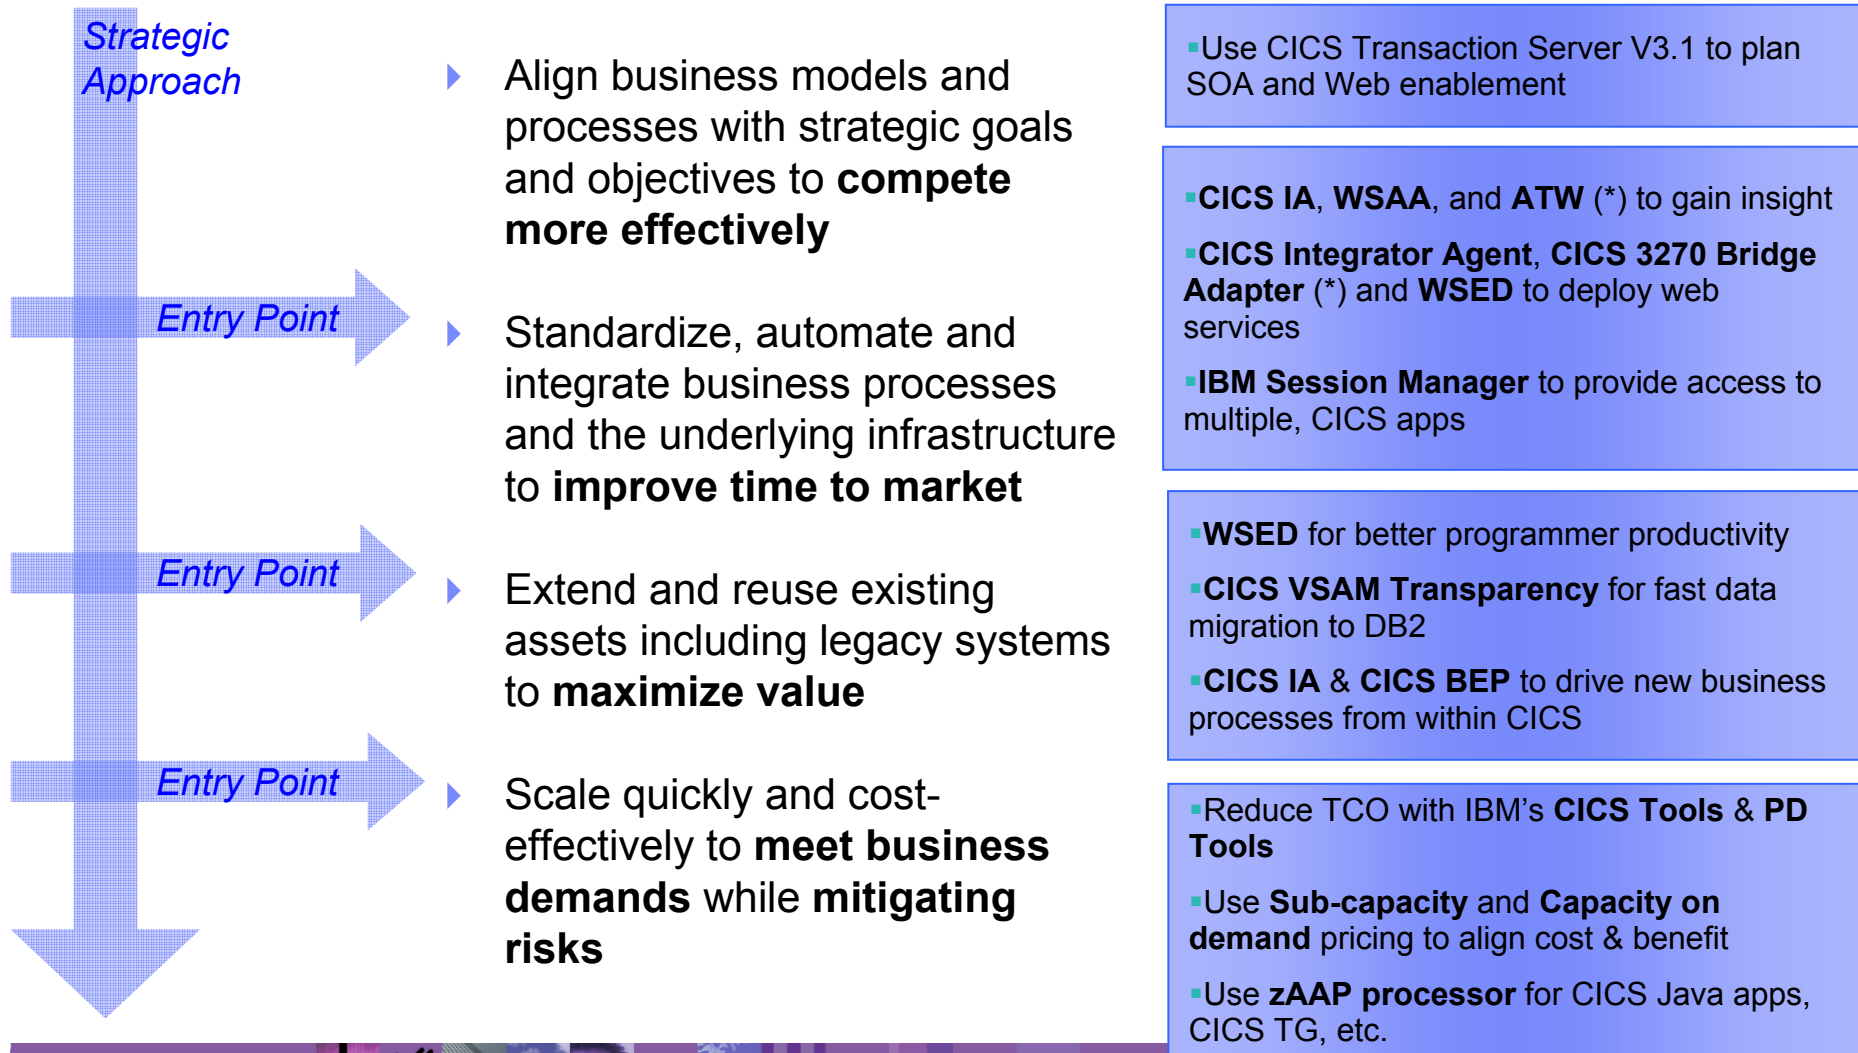 Strategic
Approach
Align business models and
processes with strategic goals
and objectives to compete
more effectively
▪Use CICS Transaction Server V3.1 to plan
SOA and Web enablement
Entry Point
Standardize, automate and
integrate business processes
and the underlying infrastructure
to improve time to market
▪CICS IA, WSAA, and ATW (*) to gain insight
▪CICS Integrator Agent, CICS 3270 Bridge
Adapter (*) and WSED to deploy web
services
▪IBM Session Manager to provide access to
multiple, CICS apps
Entry Point
Extend and reuse existing
assets including legacy systems
to maximize value
▪WSED for better programmer productivity
▪CICS VSAM Transparency for fast data
migration to DB2
▪CICS IA & CICS BEP to drive new business
processes from within CICS
Entry Point
Scale quickly and cost-
effectively to meet business
demands while mitigating
risks
▪Reduce TCO with IBM’s CICS Tools & PD
Tools
▪Use Sub-capacity and Capacity on
demand pricing to align cost & benefit
▪Use zAAP processor for CICS Java apps,
CICS TG, etc.